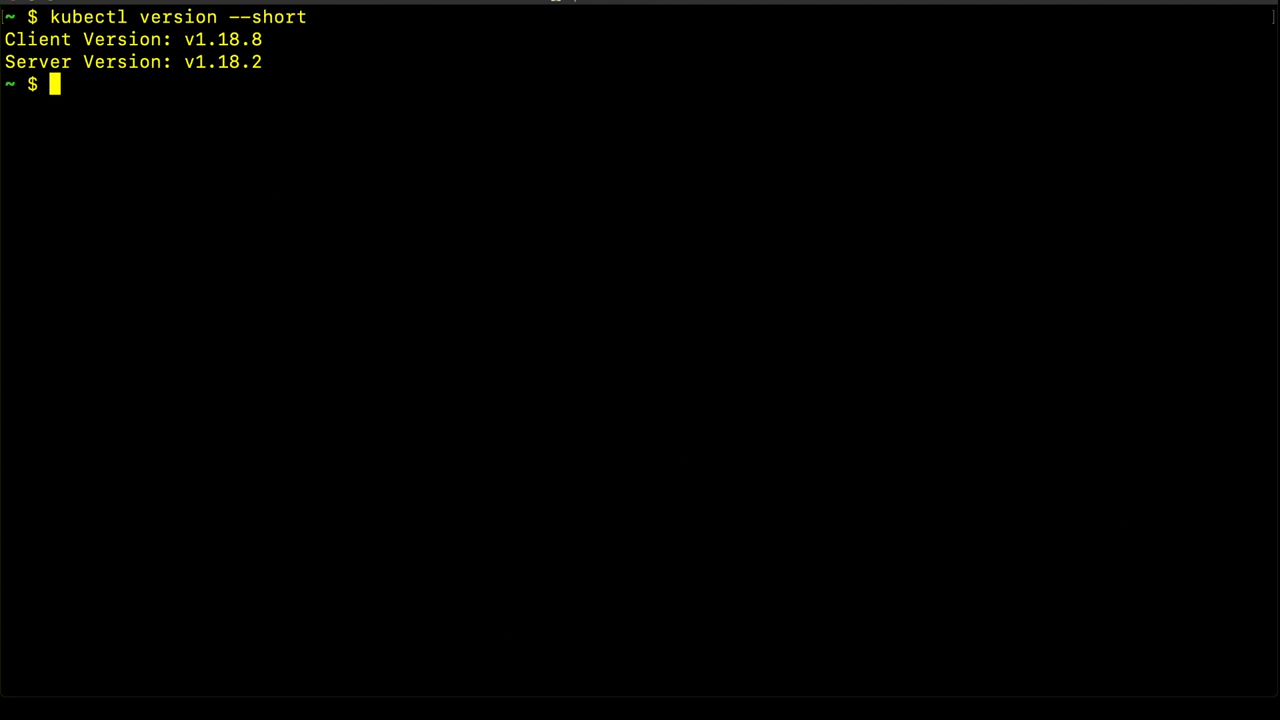 ~ $ kubectl version --short
Client Version: v1.18.8
Server Version: v1.18.2
~ $